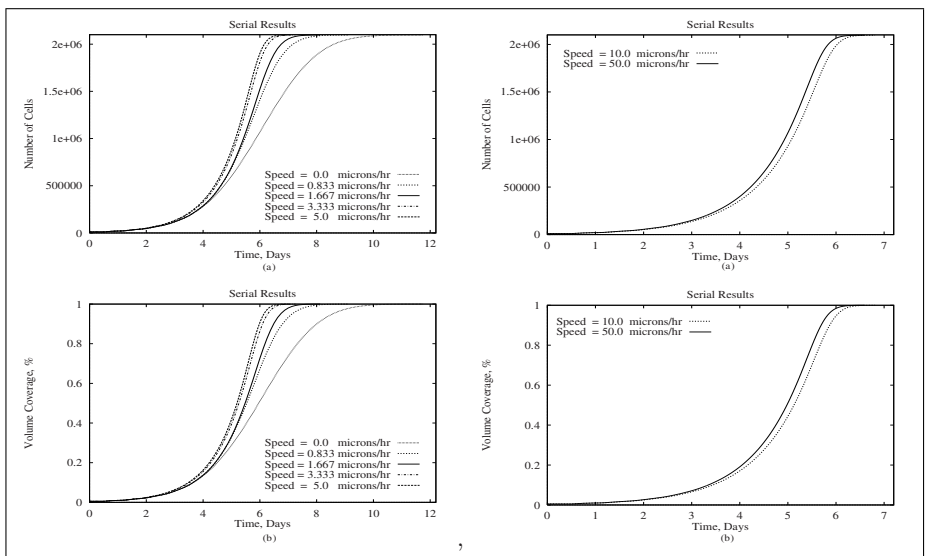 Serial Results
2e+06
1.5e+06
1e+06
500000
0
Number of Cells
Speed = 0.0 microns/hr
Speed = 0.833 microns/hr
Speed = 1.667 microns/hr
Speed = 3.333 microns/hr
Speed = 5.0 microns/hr
0 2 4 6 8 10 12
Time, Days
(a)
Serial Results
2e+06
1.5e+06
1e+06
500000
0
Number of Cells
Speed = 10.0 microns/hr
Speed = 50.0 microns/hr
0 1 2 3 4 5 6 7
Time, Days
(a)
Serial Results
1
0.8
0.6
0.4
0.2
0
Volume Coverage, %
Speed = 0.0 microns/hr
Speed = 0.833 microns/hr
Speed = 1.667 microns/hr
Speed = 3.333 microns/hr
Speed = 5.0 microns/hr
0 2 4 6 8 10 12
Time, Days
(b)
,
Serial Results
1
0.8
0.6
0.4
0.2
0
Volume Coverage, %
Speed = 10.0 microns/hr
Speed = 50.0 microns/hr
0 1 2 3 4 5 6 7
Time, Days
(b)